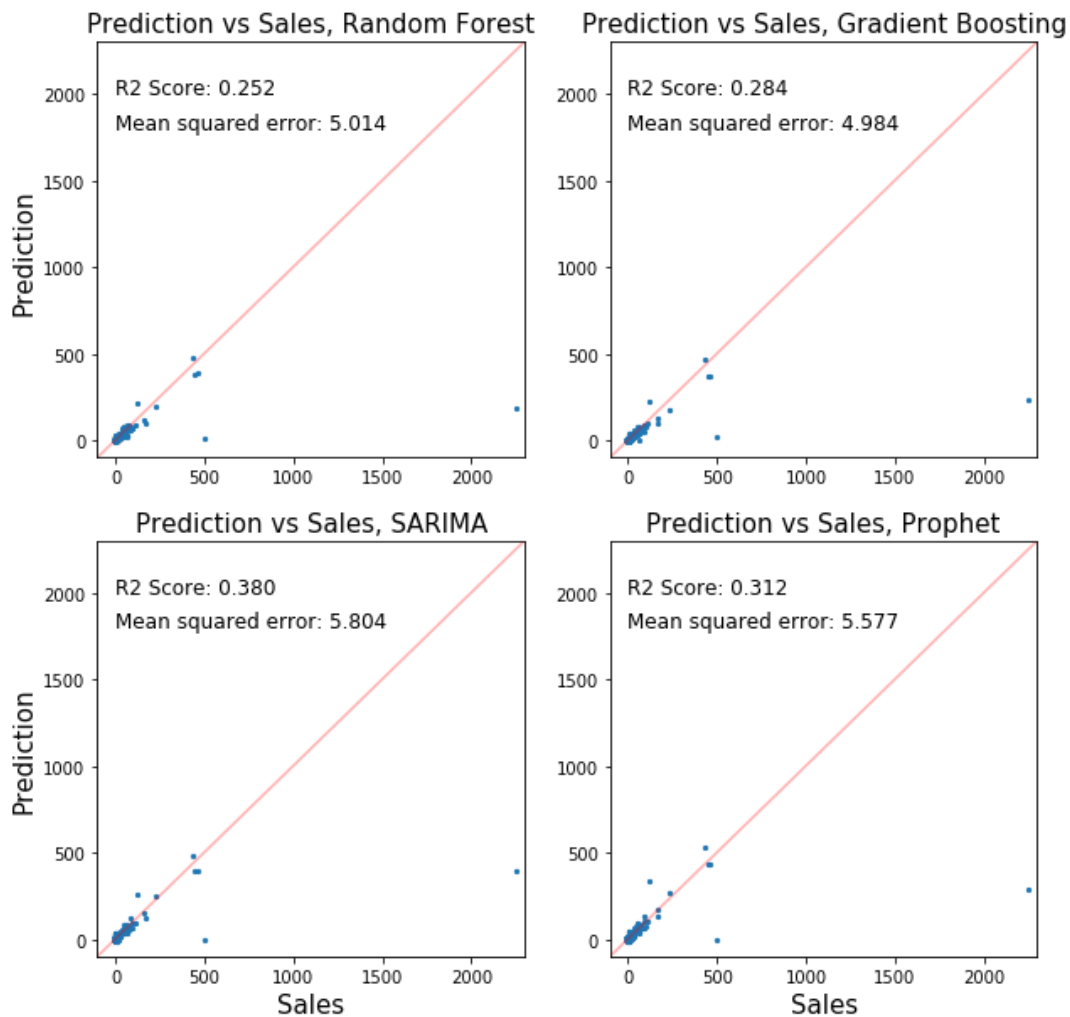 Prediction vs Sales, Random Forest
R2 Score: 0.252
Mean squared error: 5.014
2000
1500
1000
500
0
Prediction
0 500 1000 1500 2000
Prediction vs Sales, Gradient Boosting
R2 Score: 0.284
Mean squared error: 4.984
2000
1500
1000
500
0
0 500 1000 1500 2000
Prediction vs Sales, SARIMA
R2 Score: 0.380
Mean squared error: 5.804
2000
1500
1000
500
0
Prediction
0 500 1000 1500 2000
Sales
Prediction vs Sales, Prophet
R2 Score: 0.312
Mean squared error: 5.577
2000
1500
1000
500
0
0 500 1000 1500 2000
Sales